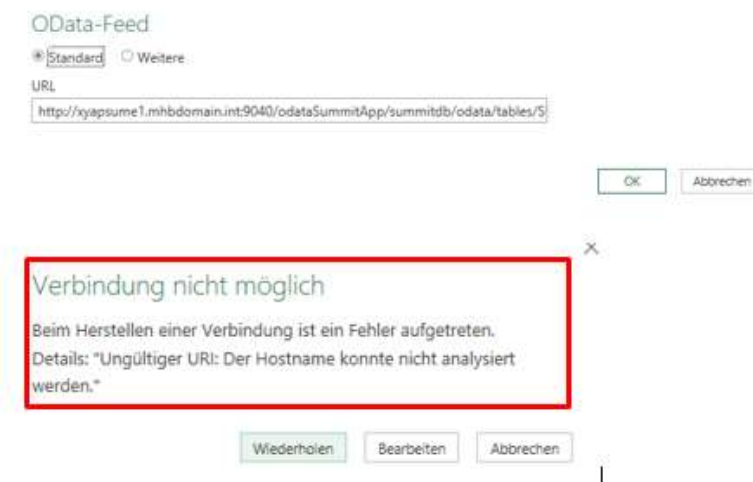 OData-Feed
Standard Weitere
URL
http://xyapsume1.mhbdomain.int:9040/odataSummitApp/summitdb/odata/tables/S
OK Abbrechen
Verbindung nicht möglich
Beim Herstellen einer Verbindung ist ein Fehler aufgetreten.
Details: "Ungültiger URI: Der Hostname konnte nicht analysiert
werden."
Wiederholen Bearbeiten Abbrechen